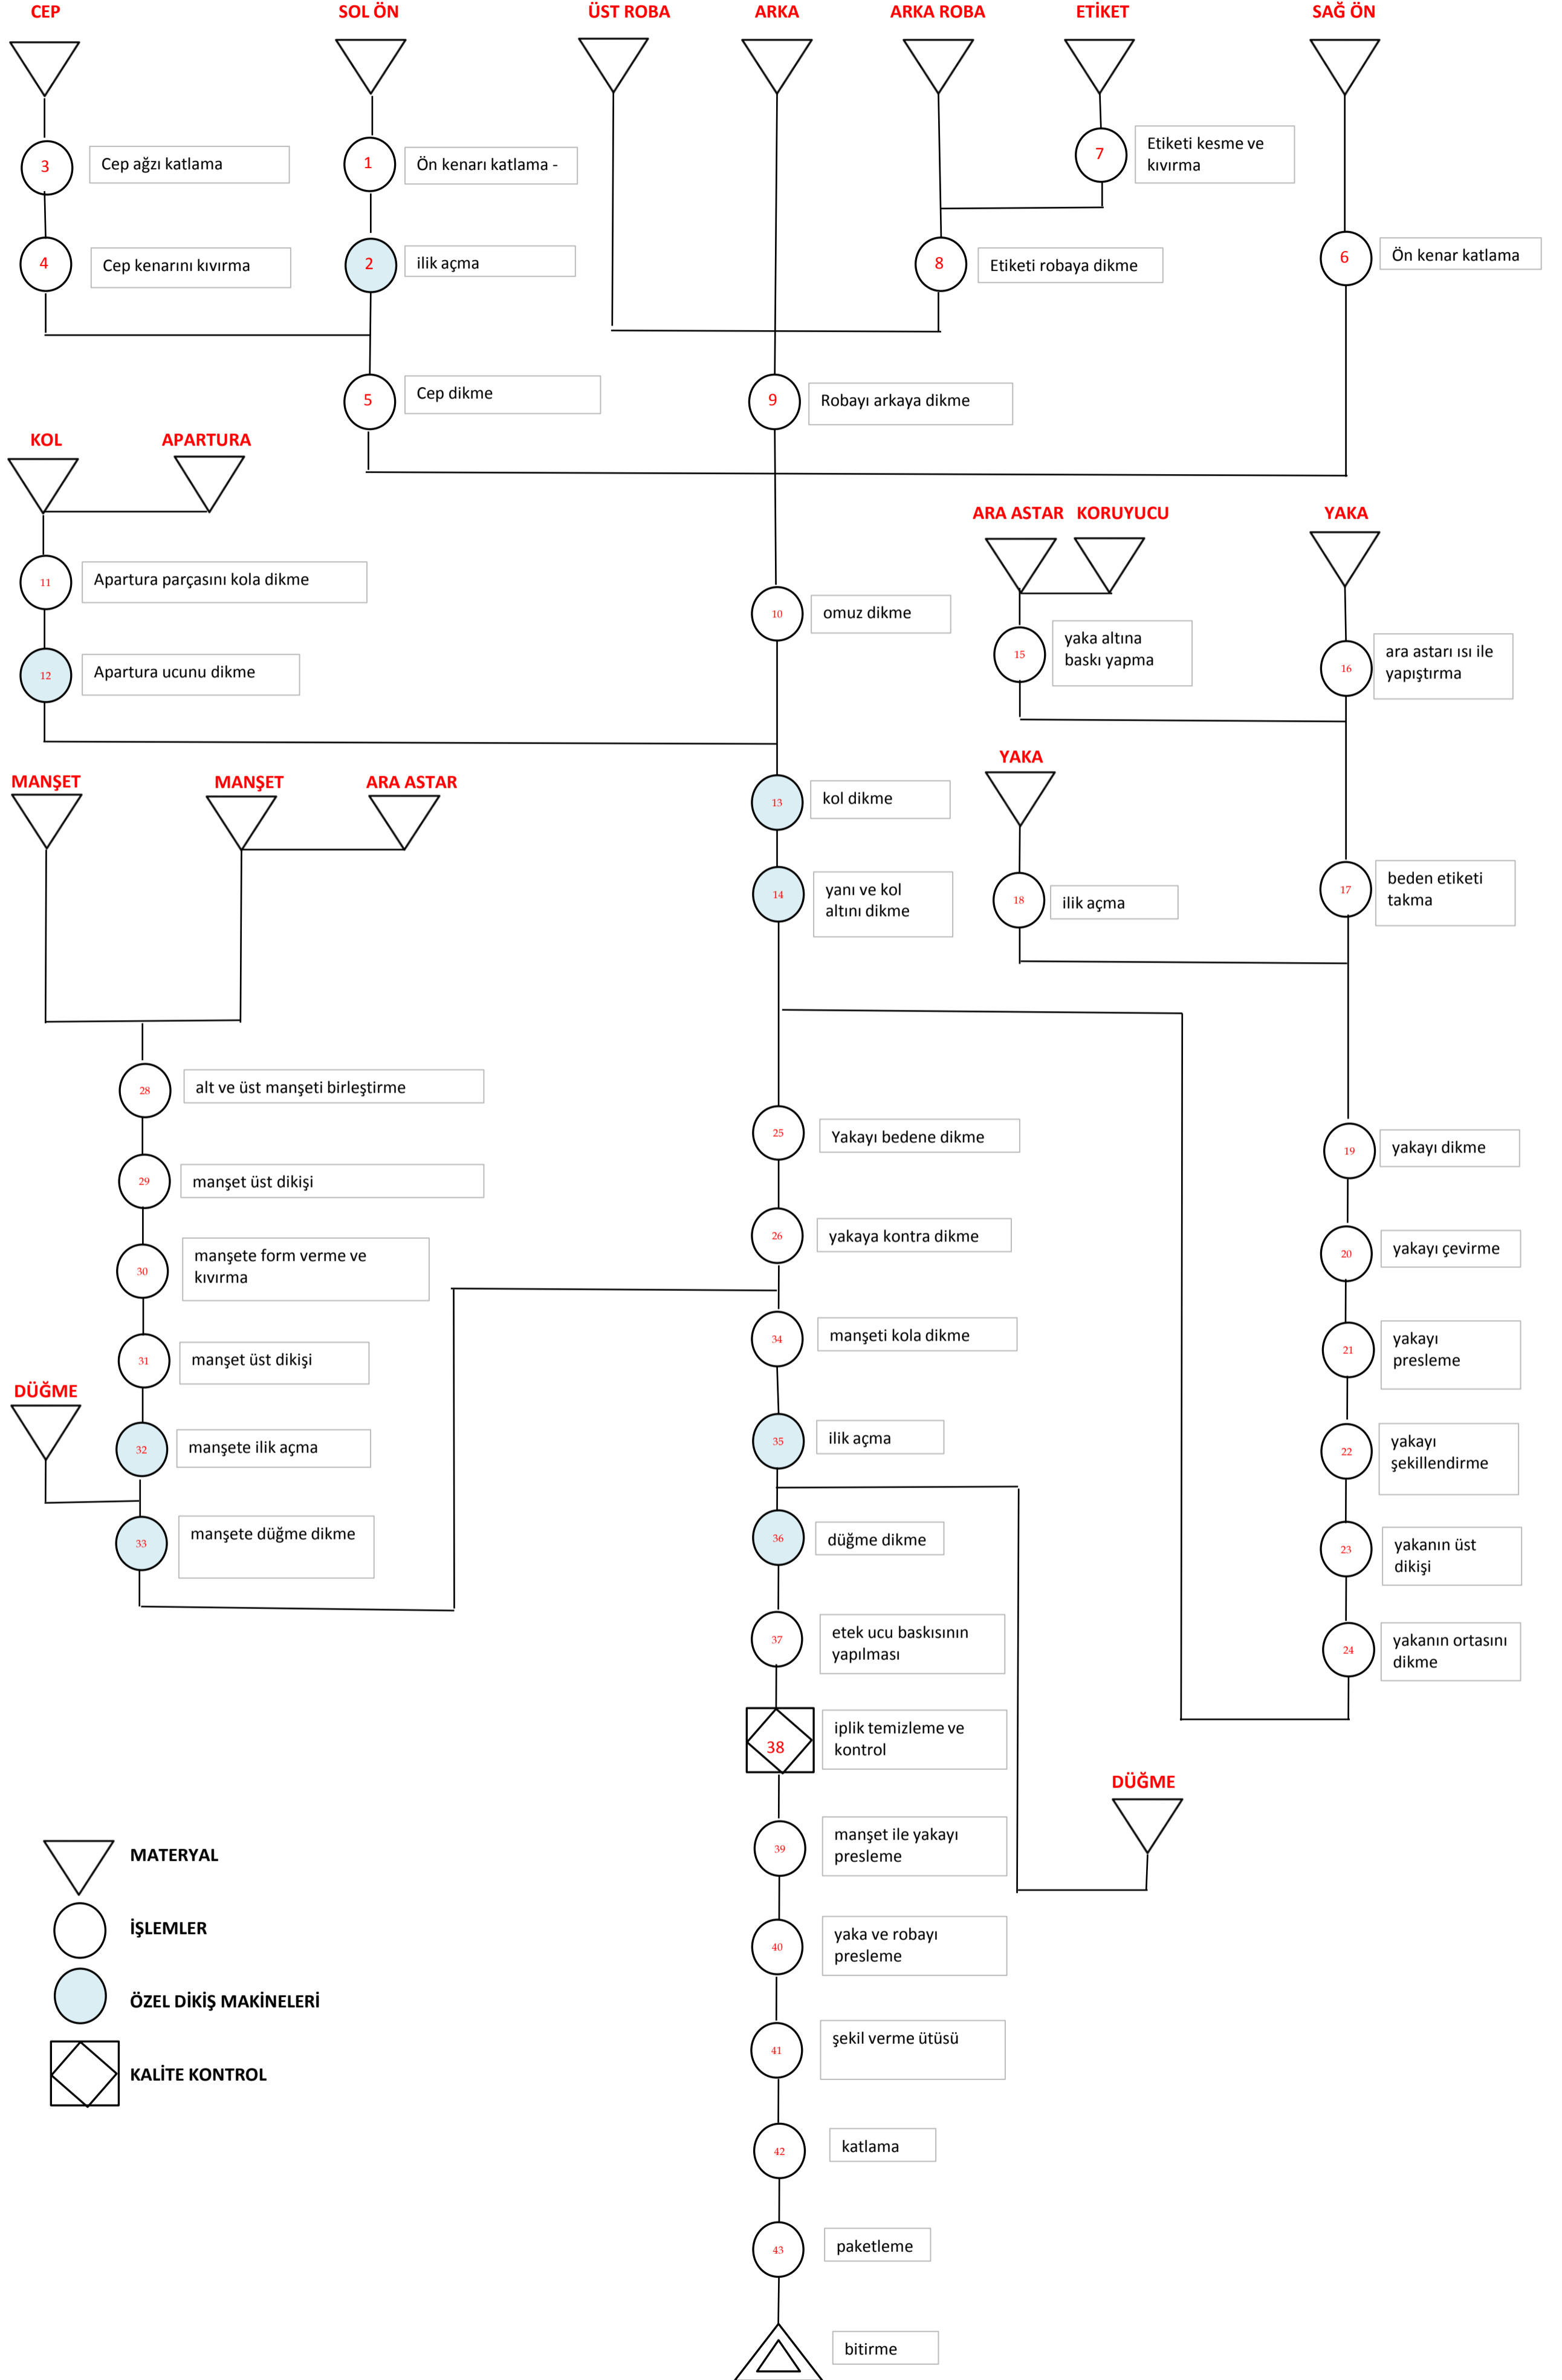 CEP
SOL ÖN
ÜST ROBA
ARKA
ARKA ROBA
ETİKET
SAĞ ÖN
3
Cep ağzı katlama
1
Ön kenarı katlama -
7
Etiketi kesme ve
kıvırma
4
Cep kenarını kıvırma
2
ilik açma
8
Etiketi robaya dikme
6
Ön kenar katlama
5
Cep dikme
9
Robayı arkaya dikme
KOL
APARTURA
ARA ASTAR
KORUYUCU
YAKA
11
Apartura parçasını kola dikme
10
omuz dikme
15
yaka altına
baskı yapma
16
ara astarı ısı ile
yapıştırma
12
Apartura ucunu dikme
MANŞET
MANŞET
ARA ASTAR
YAKA
13
kol dikme
14
yanı ve kol
altını dikme
18
ilik açma
17
beden etiketi
takma
28
alt ve üst manşeti birleştirme
25
Yakayı bedene dikme
19
yakayı dikme
29
manşet üst dikişi
26
yakaya kontra dikme
20
yakayı çevirme
30
manşete form verme ve
kıvırma
34
manşeti kola dikme
21
yakayı
presleme
31
manşet üst dikişi
DÜĞME
32
manşete ilik açma
35
ilik açma
22
yakayı
şekillendirme
33
manşete düğme dikme
36
düğme dikme
23
yakanın üst
dikişi
37
etek ucu baskısının
yapılması
24
yakanın ortasını
dikme
38
iplik temizleme ve
kontrol
DÜĞME
39
manşet ile yakayı
presleme
MATERYAL
İŞLEMLER
40
yaka ve robayı
presleme
ÖZEL DİKİŞ MAKİNELERİ
41
şekil verme ütüsü
KALİTE KONTROL
42
katlama
43
paketleme
bitirme